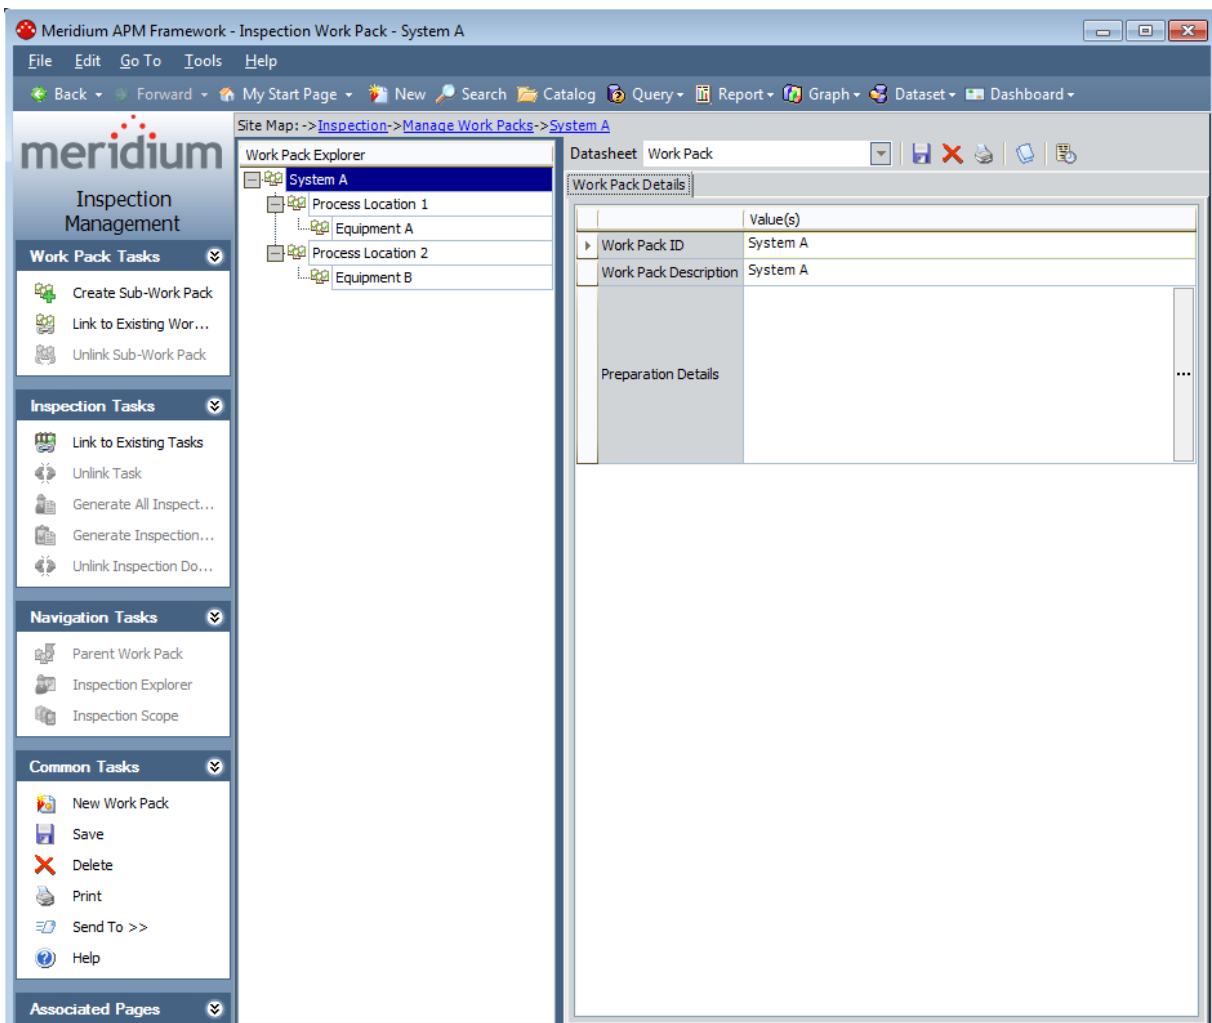 Meridium APM Framework - Inspection Work Pack - System A
File Edit Go To Tools Help
Back Forward My Start Page New Search Catalog Query Report Graph Dataset Dashboard
meridium
Inspection
Management
Site Map: ->Inspection->Manage Work Packs->System A
Work Pack Tasks
Create Sub-Work Pack
Link to Existing Wor...
Unlink Sub-Work Pack
Inspection Tasks
Link to Existing Tasks
Unlink Task
Generate All Inspect...
Generate Inspection...
Unlink Inspection Do...
Navigation Tasks
Parent Work Pack
Inspection Explorer
Inspection Scope
Common Tasks
New Work Pack
Save
Delete
Print
Send To >>
Help
Associated Pages
Work Pack Explorer
System A
Process Location 1
Equipment A
Process Location 2
Equipment B
Datasheet Work Pack
Work Pack Details
Value(s)
Work Pack ID System A
Work Pack Description System A
Preparation Details ...